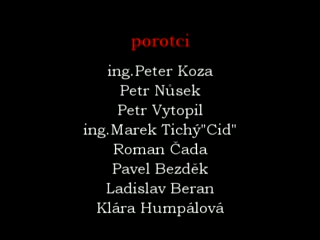 porotci
ing.Peter Koza
Petr Núsek
Petr Vytopil
ing.Marek Tichý"Cid"
Roman Čada
Pavel Bezděk
Ladislav Beran
Klára Humpálová